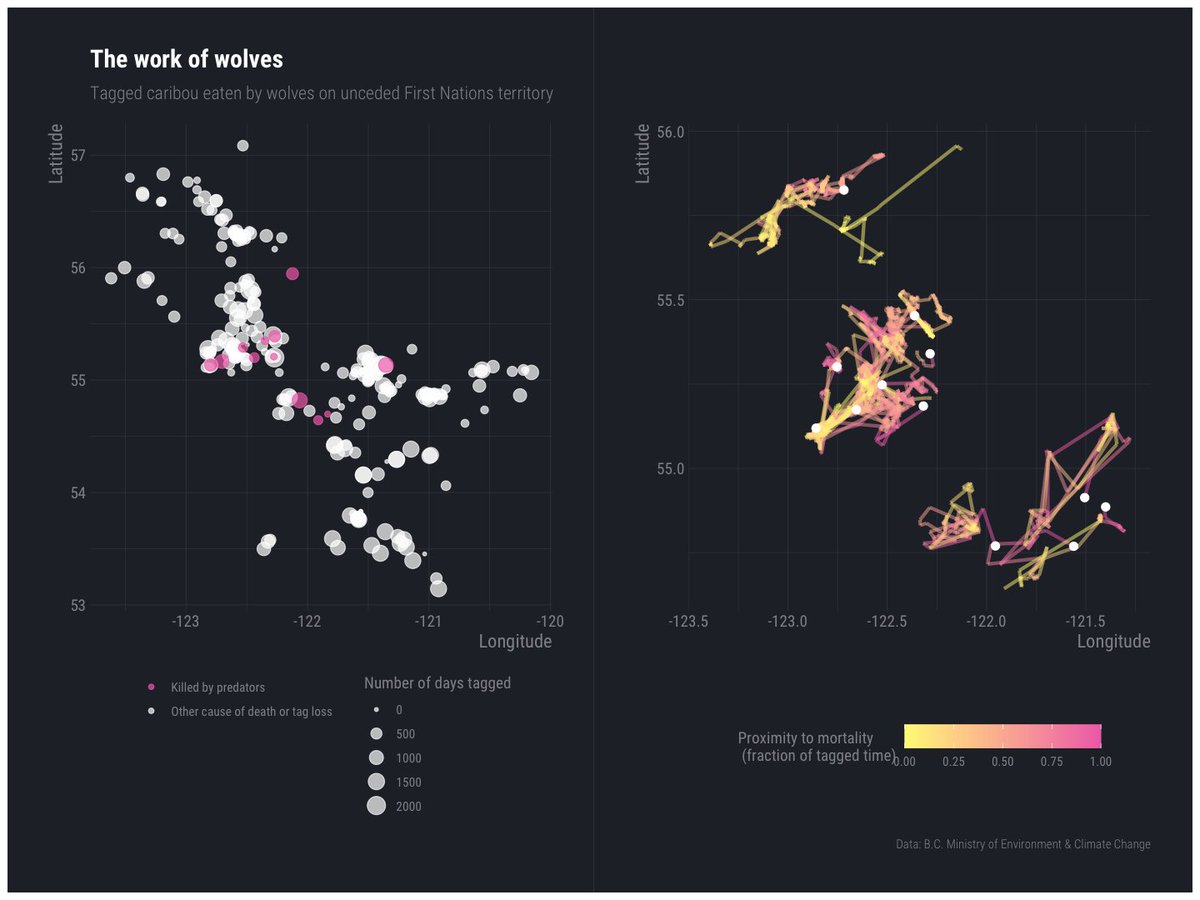 The work of wolves
Tagged caribou eaten by wolves on unceded First Nations territory
Latitude
57
56
55
54
53
-123
-122
-121
-120
Longitude
Killed by predators
Other cause of death or tag loss
Number of days tagged
0
500
1000
1500
2000
Latitude
56.0
55.5
55.0
-123.5
-123.0
-122.5
-122.0
-121.5
Longitude
Proximity to mortality
(fraction of tagged time)
0.00
0.25
0.50
0.75
1.00
Data: B.C. Ministry of Environment & Climate Change